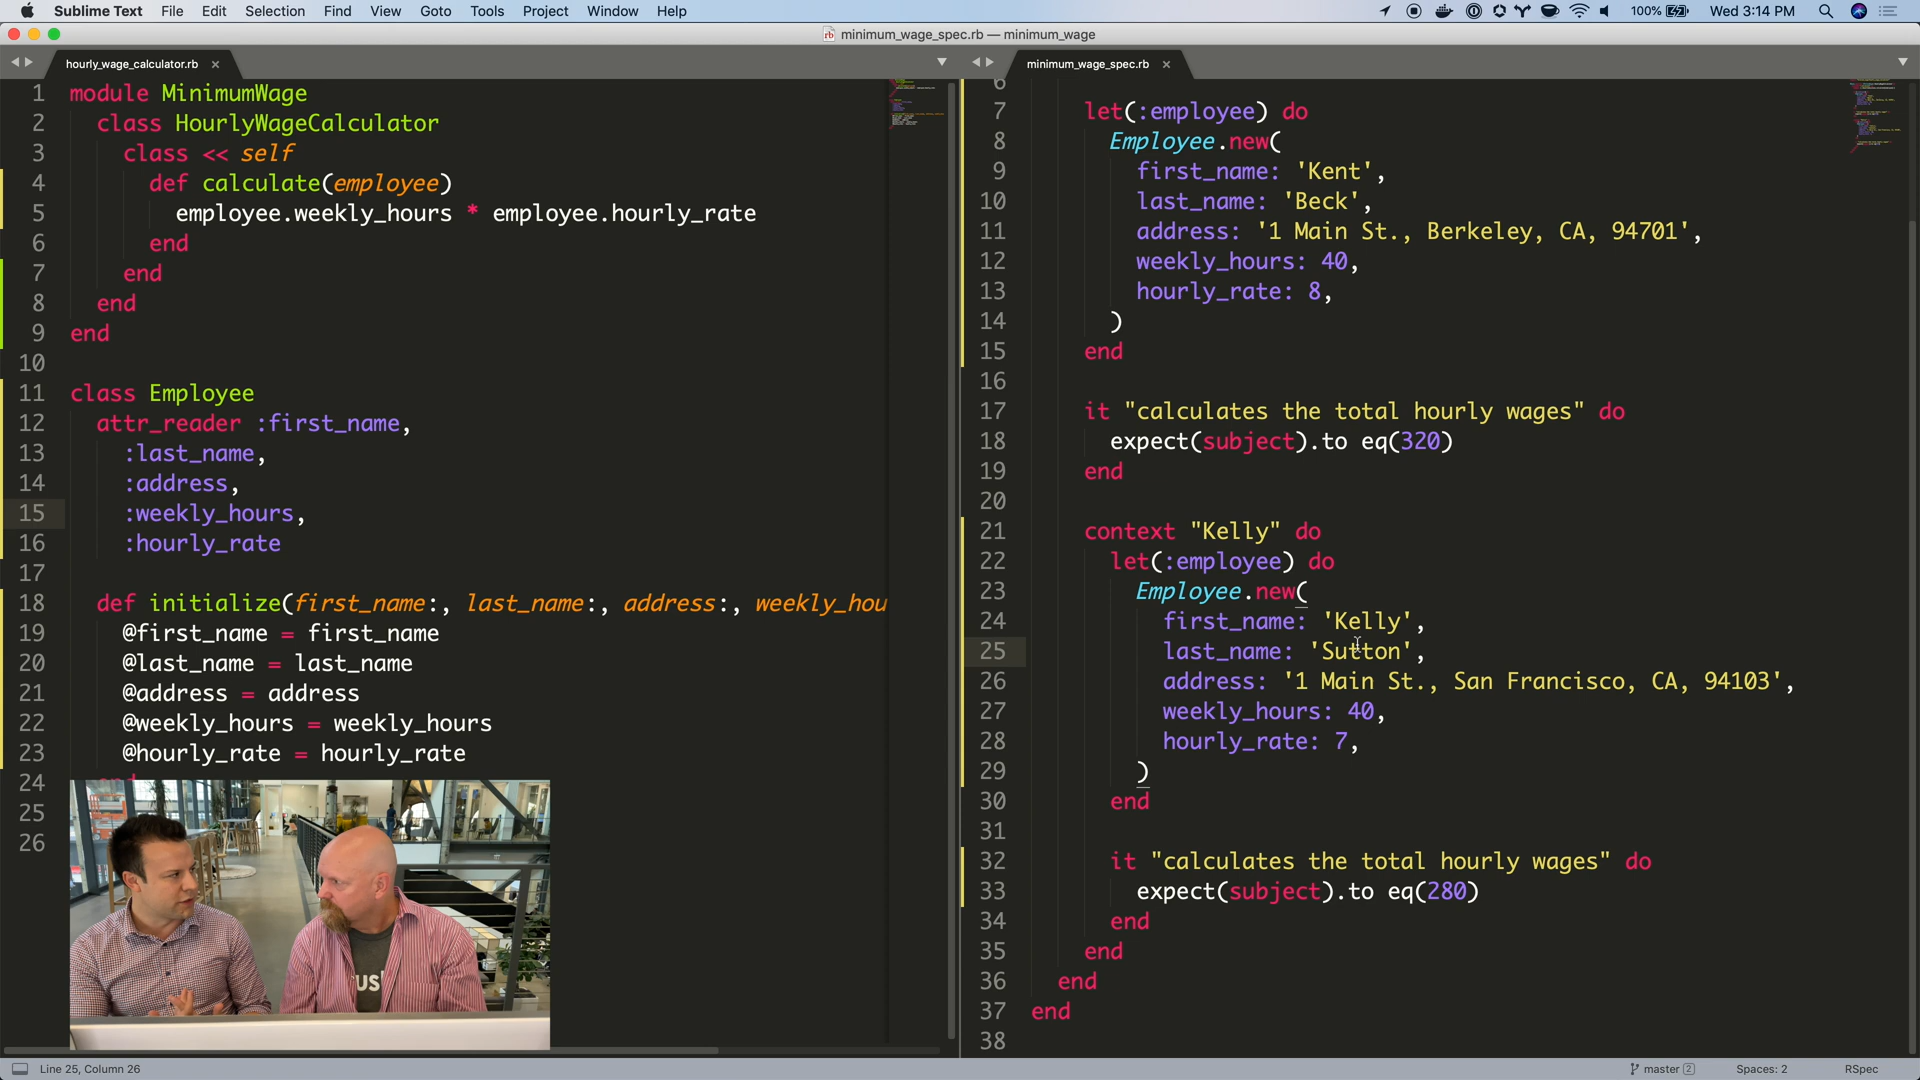 Sublime Text File Edit Selection Find View Goto Tools Project Window Help 100% Wed 3:14 PM
rb minimum_wage_spec.rb — minimum_wage
hourly_wage_calculator.rb ×
1 module MinimumWage
2 class HourlyWageCalculator
3 class << self
4 def calculate(employee)
5 employee.weekly_hours * employee.hourly_rate
6 end
7 end
8 end
9 end
10
11 class Employee
12 attr_reader :first_name,
13 :last_name,
14 :address,
15 :weekly_hours,
16 :hourly_rate
17
18 def initialize(first_name:, last_name:, address:, weekly_hou
19 @first_name = first_name
20 @last_name = last_name
21 @address = address
22 @weekly_hours = weekly_hours
23 @hourly_rate = hourly_rate
24 end
25
26
minimum_wage_spec.rb ×
6
7 let(:employee) do
8 Employee.new(
9 first_name: 'Kent',
10 last_name: 'Beck',
11 address: '1 Main St., Berkeley, CA, 94701',
12 weekly_hours: 40,
13 hourly_rate: 8,
14 )
15 end
16
17 it "calculates the total hourly wages" do
18 expect(subject).to eq(320)
19 end
20
21 context "Kelly" do
22 let(:employee) do
23 Employee.new(
24 first_name: 'Kelly',
25 last_name: 'Sutton',
26 address: '1 Main St., San Francisco, CA, 94103',
27 weekly_hours: 40,
28 hourly_rate: 7,
29 )
30 end
31
32 it "calculates the total hourly wages" do
33 expect(subject).to eq(280)
34 end
35 end
36 end
37 end
38
Line 25, Column 26 master 2 Spaces: 2 RSpec